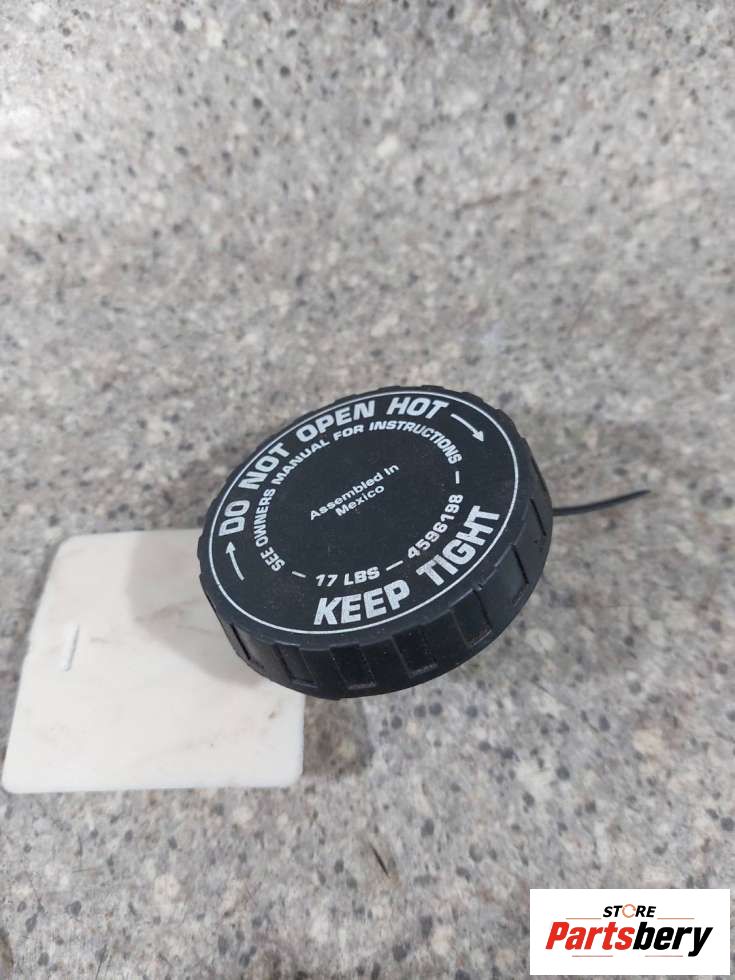 DO NOT OPEN HOT
SEE OWNERS MANUAL FOR INSTRUCTIONS
Assembled In
Mexico
17 LBS — 4596198
KEEP TIGHT
STORE
Partsbery